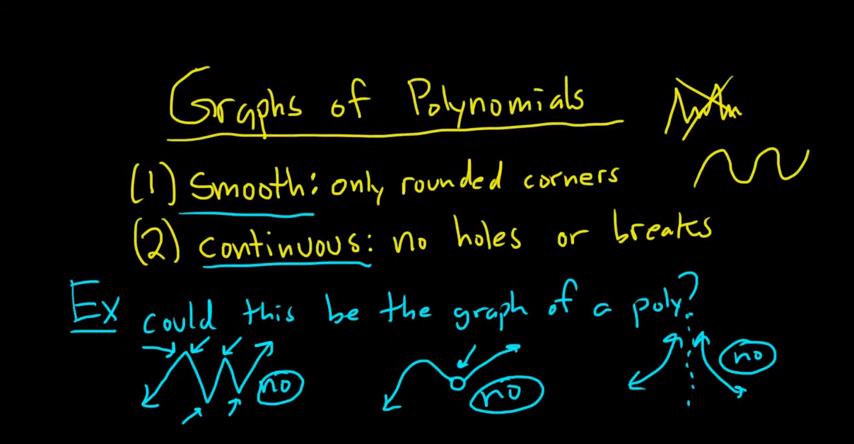 Graphs of Polynomials
(1) Smooth: only rounded corners
(2) continuous: no holes or breaks
Ex could this be the graph of a poly?
no no no